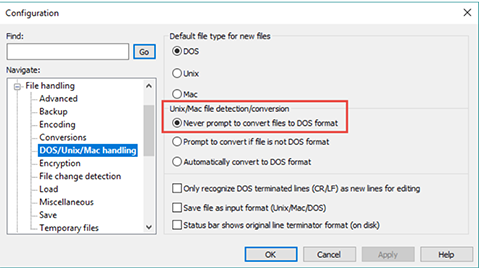 Configuration
Find:
Go
Navigate:
File handling
Advanced
Backup
Encoding
Conversions
DOS/Unix/Mac handling
Encryption
File change detection
Load
Miscellaneous
Save
Temporary files
Default file type for new files
DOS
Unix
Mac
Unix/Mac file detection/conversion
Never prompt to convert files to DOS format
Prompt to convert if file is not DOS format
Automatically convert to DOS format
Only recognize DOS terminated lines (CR/LF) as new lines for editing
Save file as input format (Unix/Mac/DOS)
Status bar shows original line terminator format (on disk)
OK
Cancel
Apply
Help